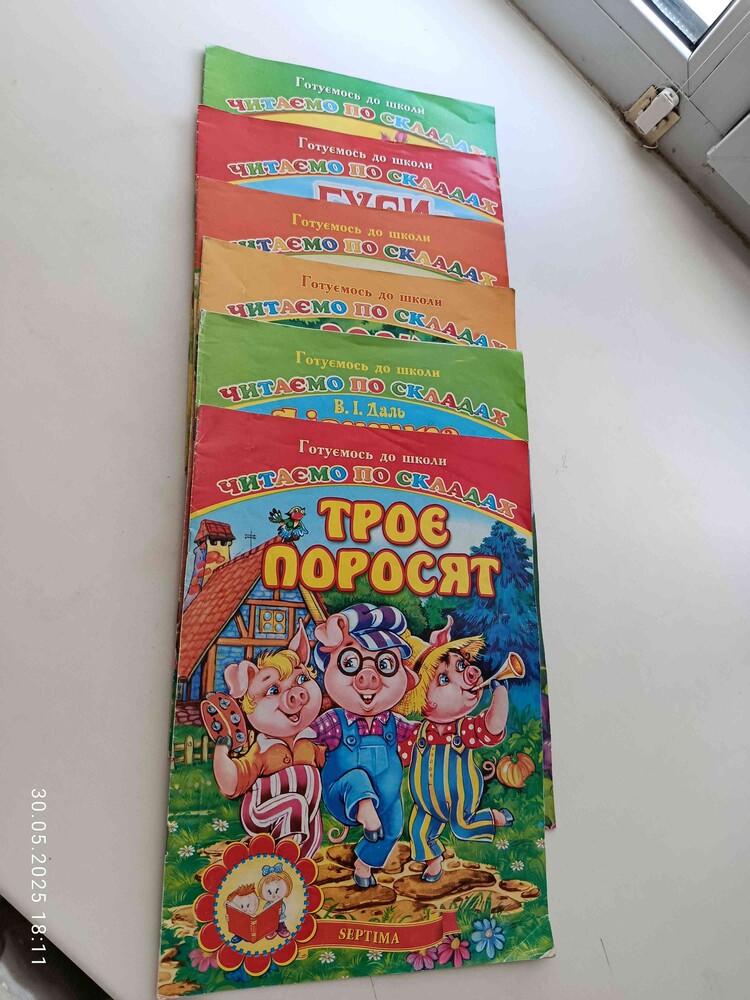 Готуємось до школи
ЧИТАЄМО ПО СКЛАДАХ
Готуємось до школи
ЧИТАЄМО ПО СКЛАДАХ
ГУСИ
Готуємось до школи
ЧИТАЄМО ПО СКЛАДАХ
Готуємось до школи
ЧИТАЄМО ПО СКЛАДАХ
Готуємось до школи
ЧИТАЄМО ПО СКЛАДАХ
В. І. Даль
Готуємось до школи
ЧИТАЄМО ПО СКЛАДАХ
ТРОЄ
ПОРОСЯТ
SEPTIMA
30.05.2025 18:11